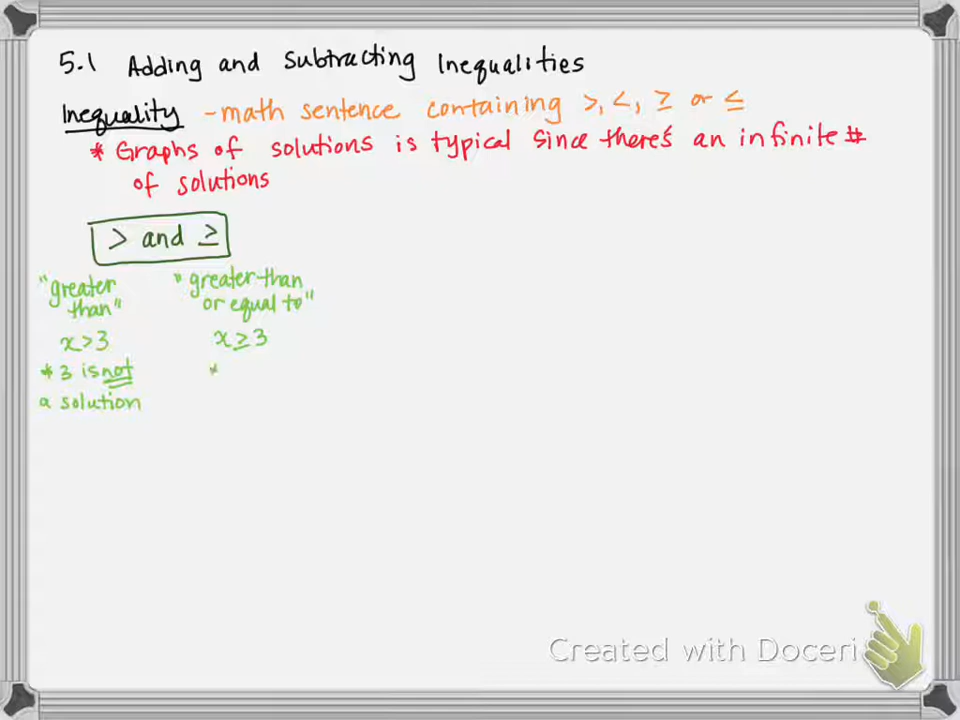 5.1 Adding and Subtracting Inequalities
Inequality - math sentence containing >, <, ≥ or ≤
* Graphs of solutions is typical since there's an infinite #
of solutions
> and ≥
"greater
than"
x > 3
* 3 is not
a solution
"greater than
or equal to"
x ≥ 3
*
Created with Doceri